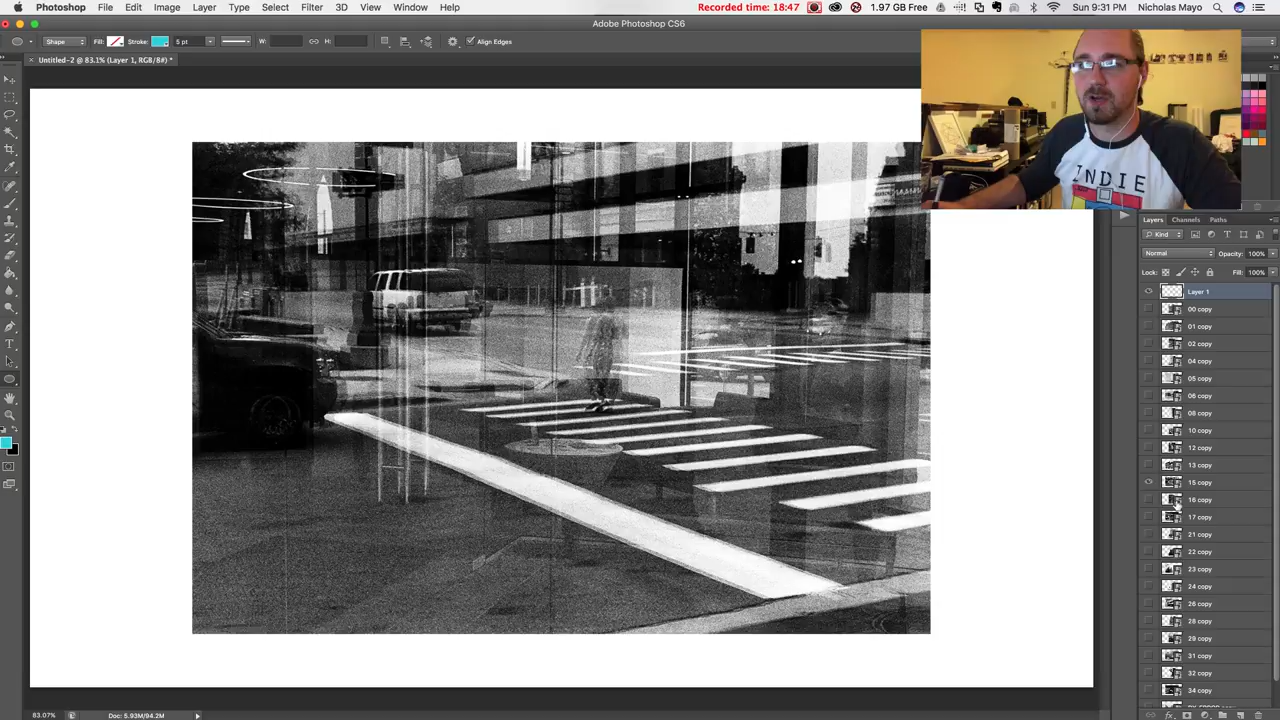 Photoshop File Edit Image Layer Type Select Filter 3D View Window Help Recorded time: 18:47 1.97 GB Free Sun 9:31 PM Nicholas Mayo
Adobe Photoshop CS6
Shape Fill: Stroke: 5 pt W: H: Align Edges
Untitled-2 @ 83.1% (Layer 1, RGB/8#) *
INDIE
Layers Channels Paths
Kind
Normal Opacity: 100%
Lock: Fill: 100%
Layer 1
00 copy
01 copy
02 copy
04 copy
05 copy
06 copy
08 copy
10 copy
12 copy
13 copy
15 copy
16 copy
17 copy
21 copy
22 copy
23 copy
24 copy
26 copy
28 copy
29 copy
31 copy
32 copy
34 copy
83.07% Doc: 5.93M/94.2M